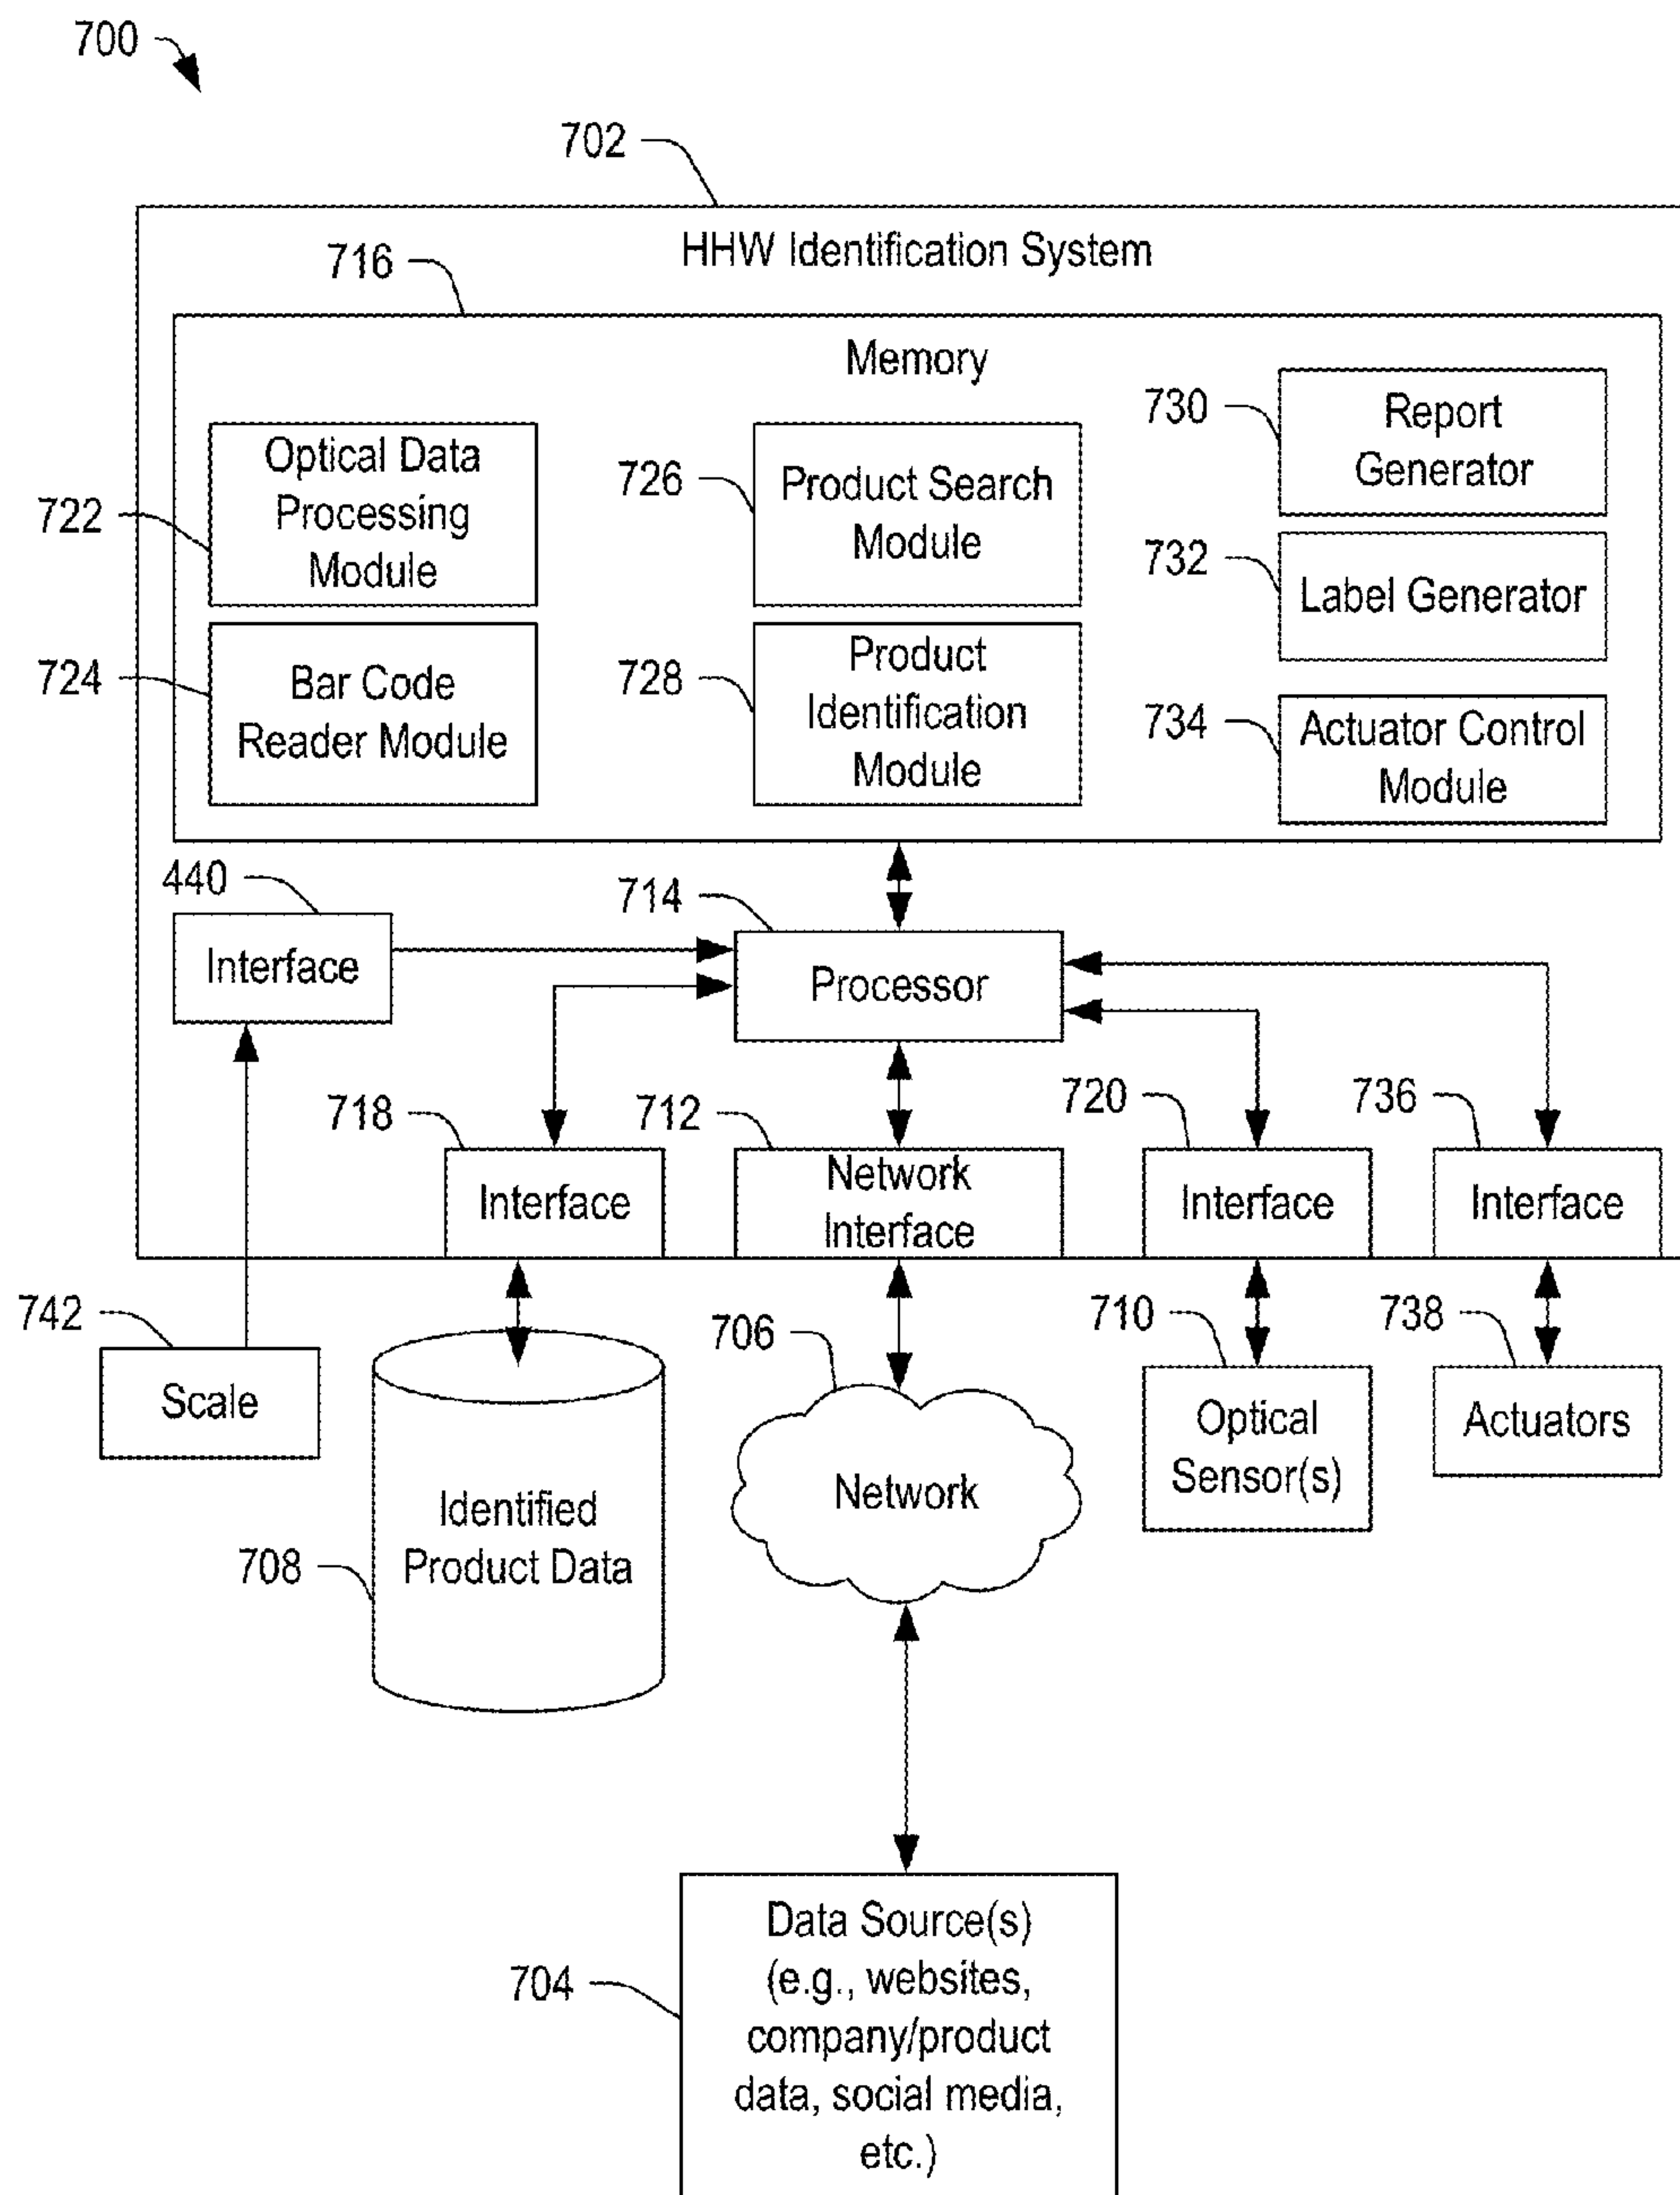 700
702
HHW Identification System
716
Memory
730
Report
Generator
Optical Data
Processing
Module
722
726
Product Search
Module
732
Label Generator
724
Bar Code
Reader Module
728
Product
Identification
Module
734
Actuator Control
Module
440
Interface
714
Processor
718
Interface
712
Network
Interface
720
Interface
736
Interface
742
Scale
708
Identified
Product Data
706
Network
710
Optical
Sensor(s)
738
Actuators
704
Data Source(s)
(e.g., websites,
company/product
data, social media,
etc.)